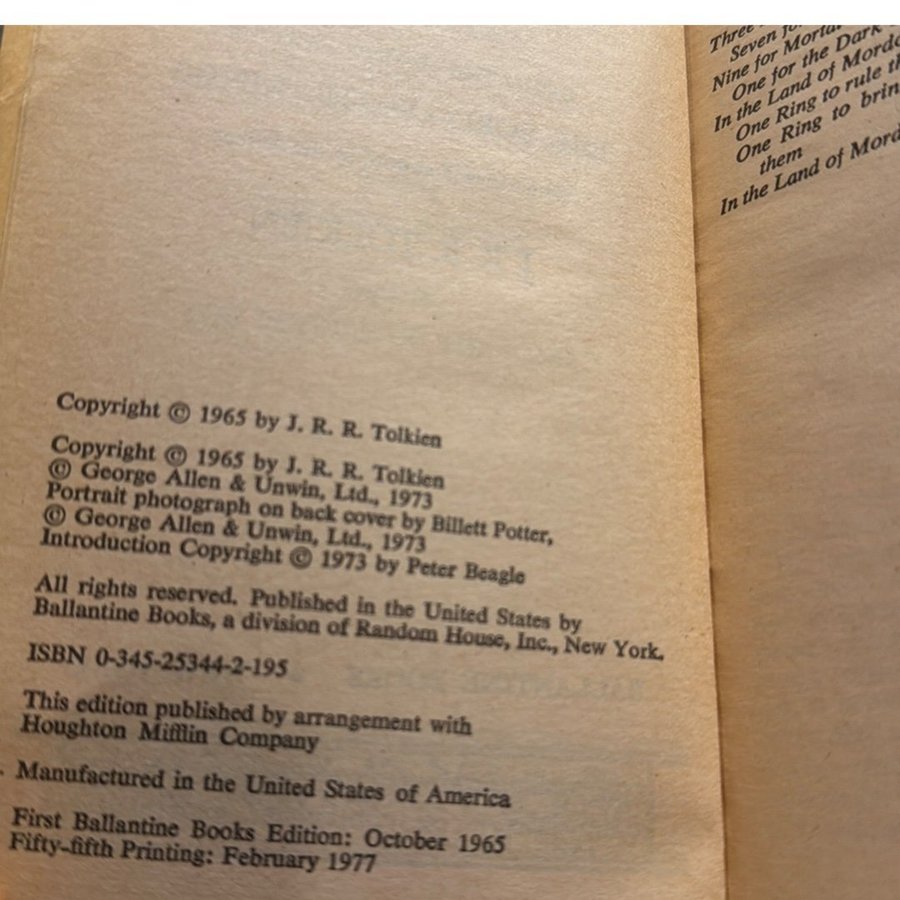 Copyright © 1965 by J. R. R. Tolkien
Copyright © 1965 by J. R. R. Tolkien
© George Allen & Unwin, Ltd., 1973
Portrait photograph on back cover by Billett Potter,
© George Allen & Unwin, Ltd., 1973
Introduction Copyright © 1973 by Peter Beagle
All rights reserved. Published in the United States by
Ballantine Books, a division of Random House, Inc., New York.
ISBN 0-345-25344-2-195
This edition published by arrangement with
Houghton Mifflin Company
Manufactured in the United States of America
First Ballantine Books Edition: October 1965
Fifty-fifth Printing: February 1977
Three
Seven for
Nine for Mortal
One for the Dark
In the Land of Mordo
One Ring to rule th
One Ring to brin
them
In the Land of Mord